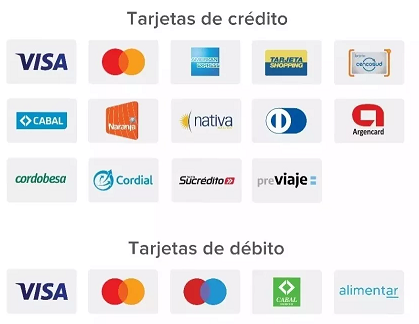 Tarjetas de crédito
VISA
AMERICAN EXPRESS
TARJETA SHOPPING
cencosud
CABAL
Naranja
nativa
Argencard
cordobesa
Cordial
Sucrédito
previaje
Tarjetas de débito
VISA
CABAL
alimentar